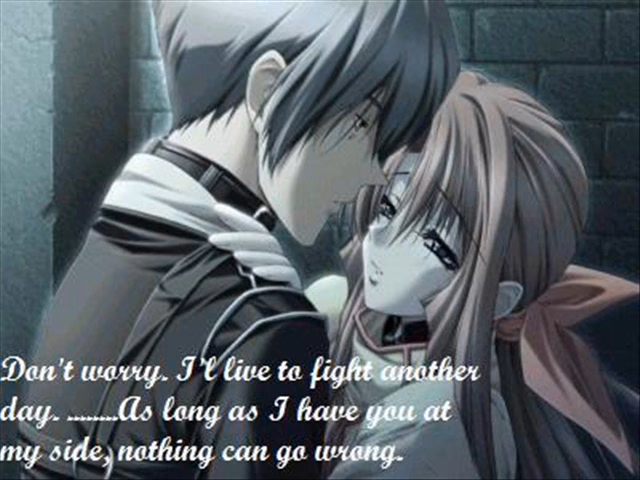 Don't worry. I'l live to fight another
day. ........As long as I have you at
my side, nothing can go wrong.